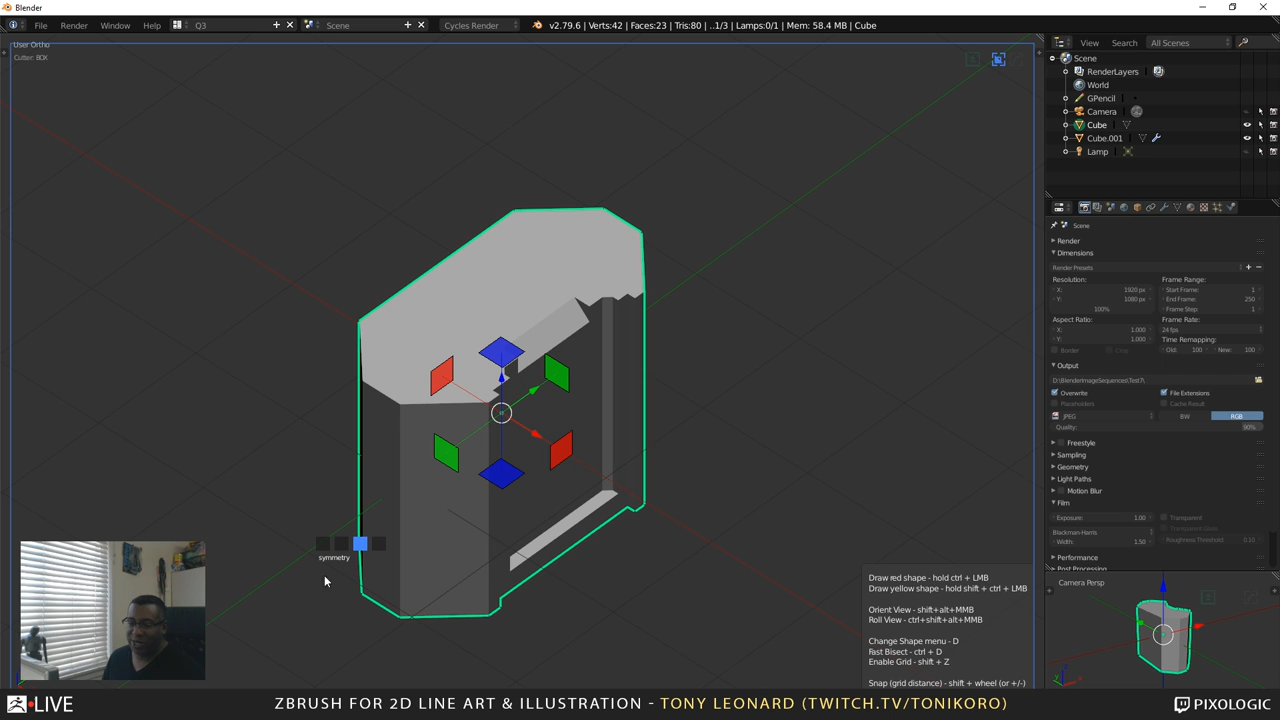 Blender
File Render Window Help Q3 Scene Cycles Render v2.79.6 | Verts:42 | Faces:23 | Tris:80 | ..1/3 | Lamps:0/1 | Mem: 58.4 MB | Cube
User Ortho
Cutter: BOX
View Search All Scenes
Scene
RenderLayers
World
GPencil
Camera
Cube
Cube.001
Lamp
Scene
Render
Dimensions
Render Presets
Resolution: Frame Range:
X: 1920 px Start Frame: 1
Y: 1080 px End Frame: 250
100% Frame Step: 1
Aspect Ratio: Frame Rate:
X: 1.000 24 fps
Y: 1.000 Time Remapping:
Border Crop Old: 100 New: 100
Output
D:\BlenderImageSequences\Test7\
Overwrite File Extensions
Placeholders Cache Result
JPEG BW RGB
Quality: 90%
Freestyle
Sampling
Geometry
Light Paths
Motion Blur
Film
Exposure: 1.00 Transparent
Transparent Glass
Blackman-Harris Roughness Threshold: 0.10
Width: 1.50
Performance
Post Processing
symmetry
Draw red shape - hold ctrl + LMB
Draw yellow shape - hold shift + ctrl + LMB
Orient View - shift+alt+MMB
Roll View - ctrl+shift+alt+MMB
Change Shape menu - D
Fast Bisect - ctrl + D
Enable Grid - shift + Z
Snap (grid distance) - shift + wheel (or +/-)
Camera Persp
LIVE ZBRUSH FOR 2D LINE ART & ILLUSTRATION - TONY LEONARD (TWITCH.TV/TONIKORO) PIXOLOGIC